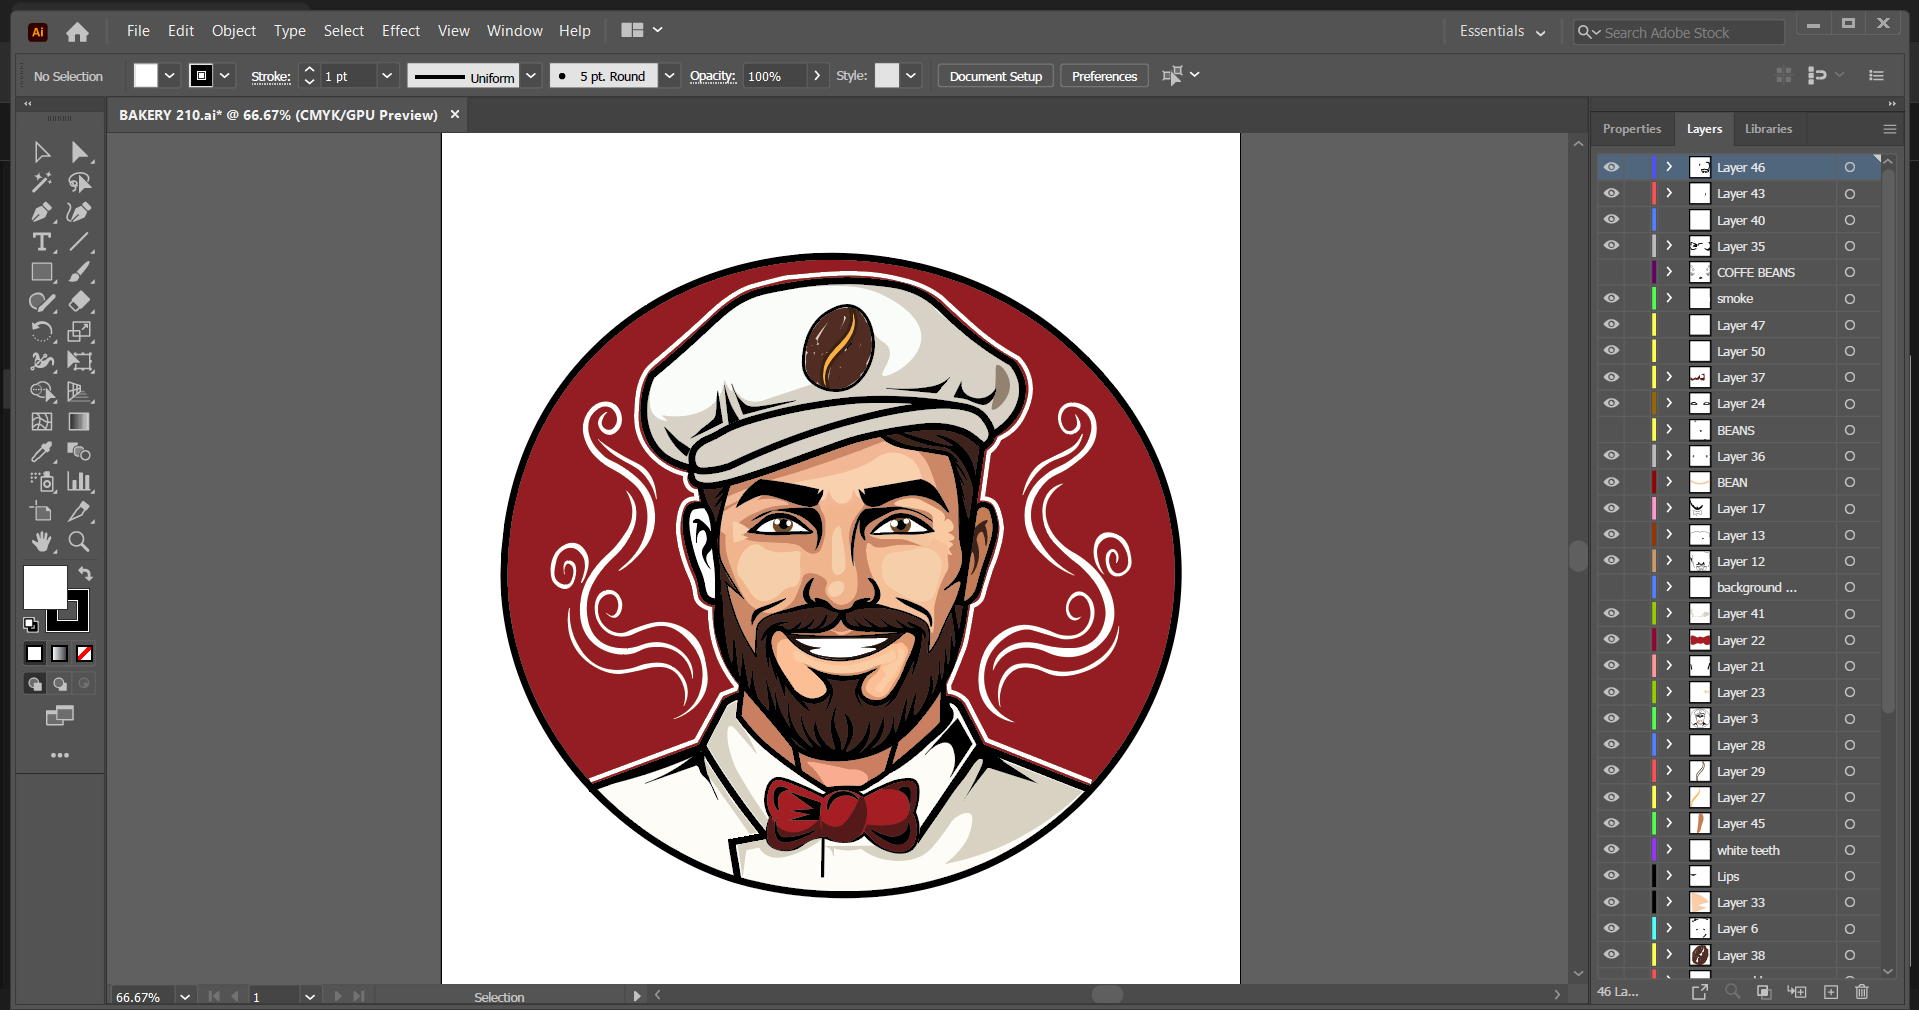 Ai File Edit Object Type Select Effect View Window Help Essentials Search Adobe Stock
No Selection Stroke: 1 pt Uniform 5 pt. Round Opacity: 100% Style: Document Setup Preferences
BAKERY 210.ai* @ 66.67% (CMYK/GPU Preview)
Properties Layers Libraries
Layer 46
Layer 43
Layer 40
Layer 35
COFFE BEANS
smoke
Layer 47
Layer 50
Layer 37
Layer 24
BEANS
Layer 36
BEAN
Layer 17
Layer 13
Layer 12
background ...
Layer 41
Layer 22
Layer 21
Layer 23
Layer 3
Layer 28
Layer 29
Layer 27
Layer 45
white teeth
Lips
Layer 33
Layer 6
Layer 38
46 La...
66.67% 1 Selection